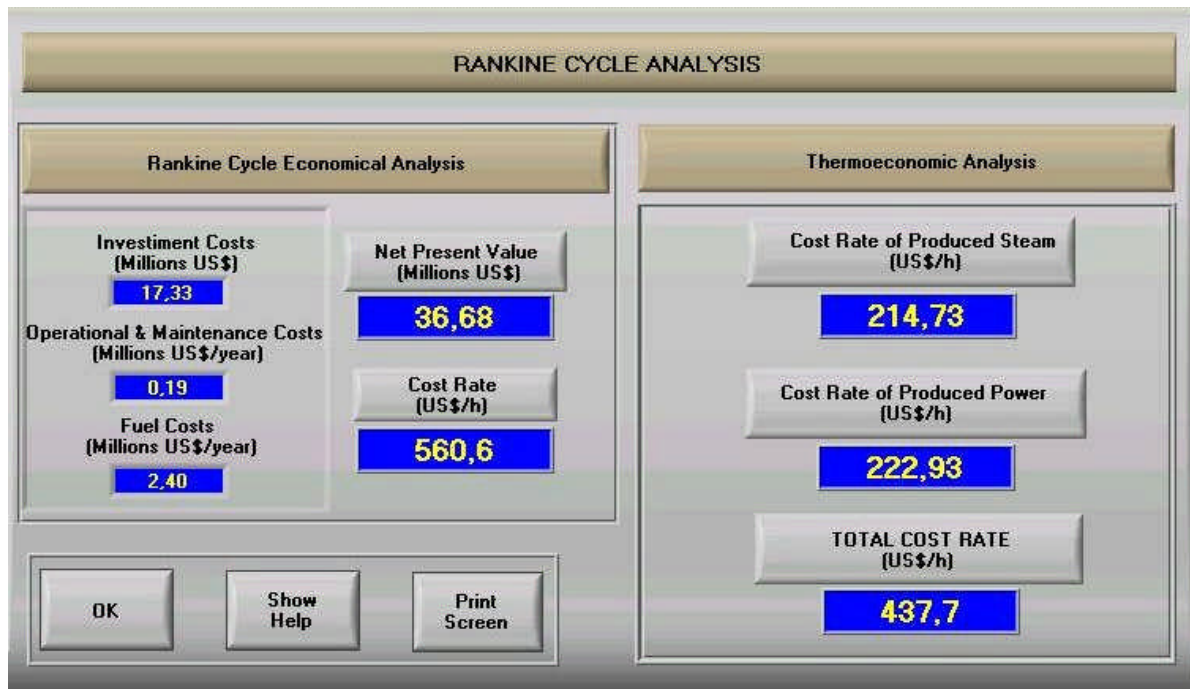 RANKINE CYCLE ANALYSIS
Rankine Cycle Economical Analysis
Investiment Costs
(Millions US$)
17,33
Operational & Maintenance Costs
(Millions US$/year)
0,19
Fuel Costs
(Millions US$/year)
2,40
Net Present Value
(Millions US$)
36,68
Cost Rate
(US$/h)
560,6
Thermoeconomic Analysis
Cost Rate of Produced Steam
(US$/h)
214,73
Cost Rate of Produced Power
(US$/h)
222,93
TOTAL COST RATE
(US$/h)
437,7
OK
Show
Help
Print
Screen